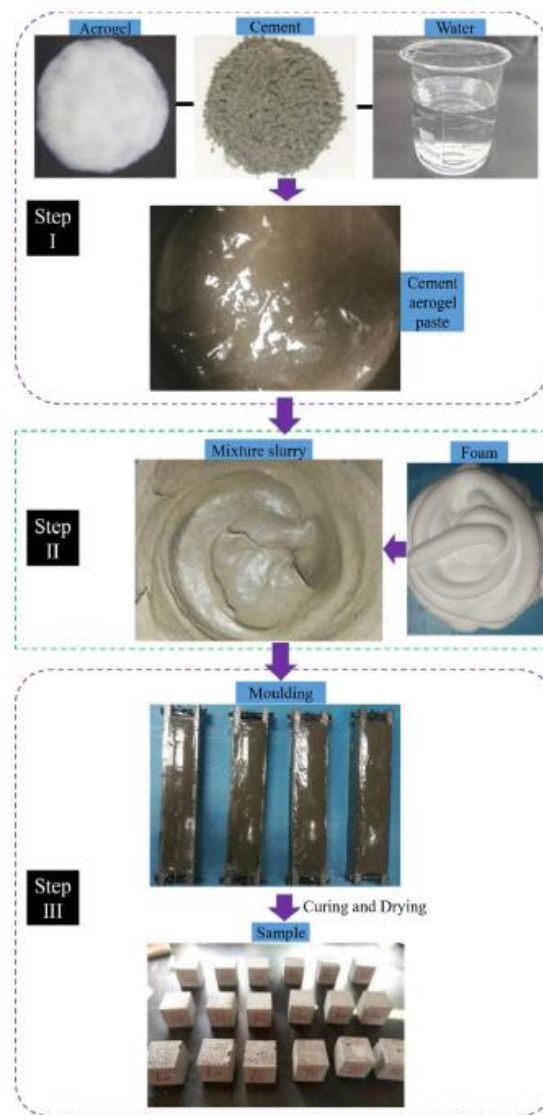 Aerogel
Cement
Water
Step
I
Cement
aerogel
paste
Mixture slurry
Foam
Step
II
Moulding
Step
III
Curing and Drying
Sample